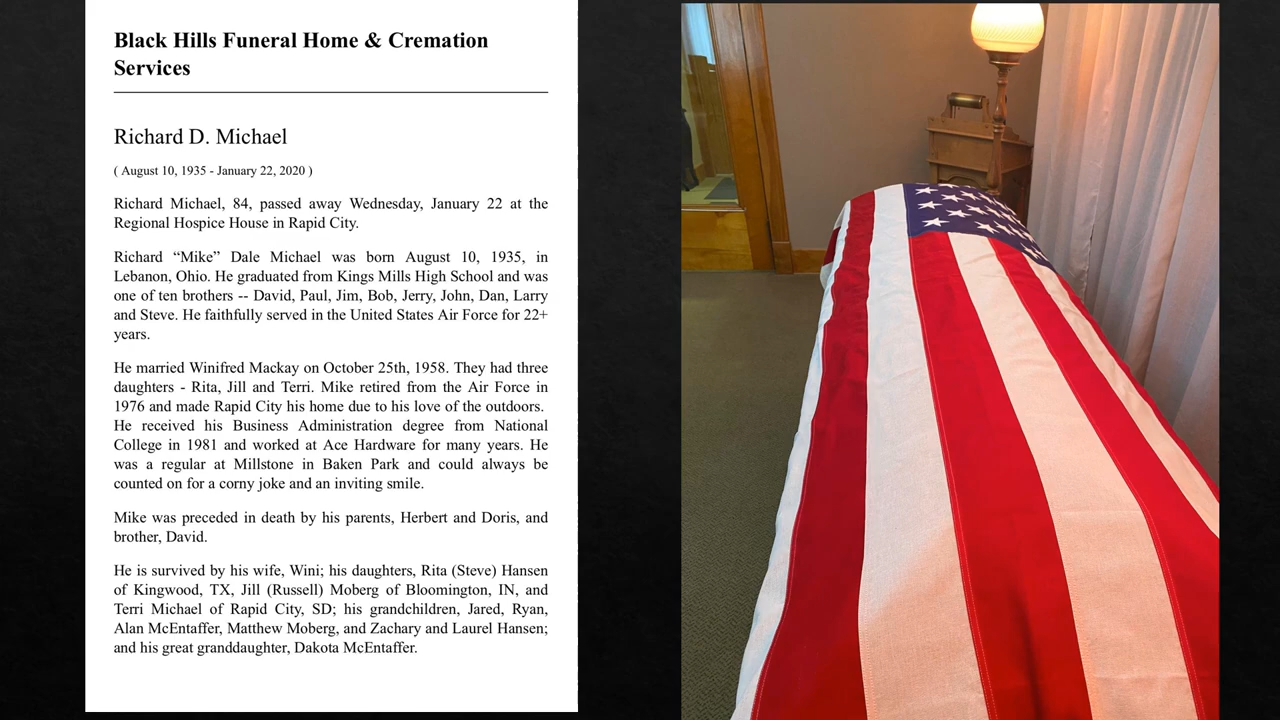 Black Hills Funeral Home & Cremation
Services
Richard D. Michael
( August 10, 1935 - January 22, 2020 )
Richard Michael, 84, passed away Wednesday, January 22 at the
Regional Hospice House in Rapid City.
Richard “Mike” Dale Michael was born August 10, 1935, in
Lebanon, Ohio. He graduated from Kings Mills High School and was
one of ten brothers -- David, Paul, Jim, Bob, Jerry, John, Dan, Larry
and Steve. He faithfully served in the United States Air Force for 22+
years.
He married Winifred Mackay on October 25th, 1958. They had three
daughters - Rita, Jill and Terri. Mike retired from the Air Force in
1976 and made Rapid City his home due to his love of the outdoors.
He received his Business Administration degree from National
College in 1981 and worked at Ace Hardware for many years. He
was a regular at Millstone in Baken Park and could always be
counted on for a corny joke and an inviting smile.
Mike was preceded in death by his parents, Herbert and Doris, and
brother, David.
He is survived by his wife, Wini; his daughters, Rita (Steve) Hansen
of Kingwood, TX, Jill (Russell) Moberg of Bloomington, IN, and
Terri Michael of Rapid City, SD; his grandchildren, Jared, Ryan,
Alan McEntaffer, Matthew Moberg, and Zachary and Laurel Hansen;
and his great granddaughter, Dakota McEntaffer.